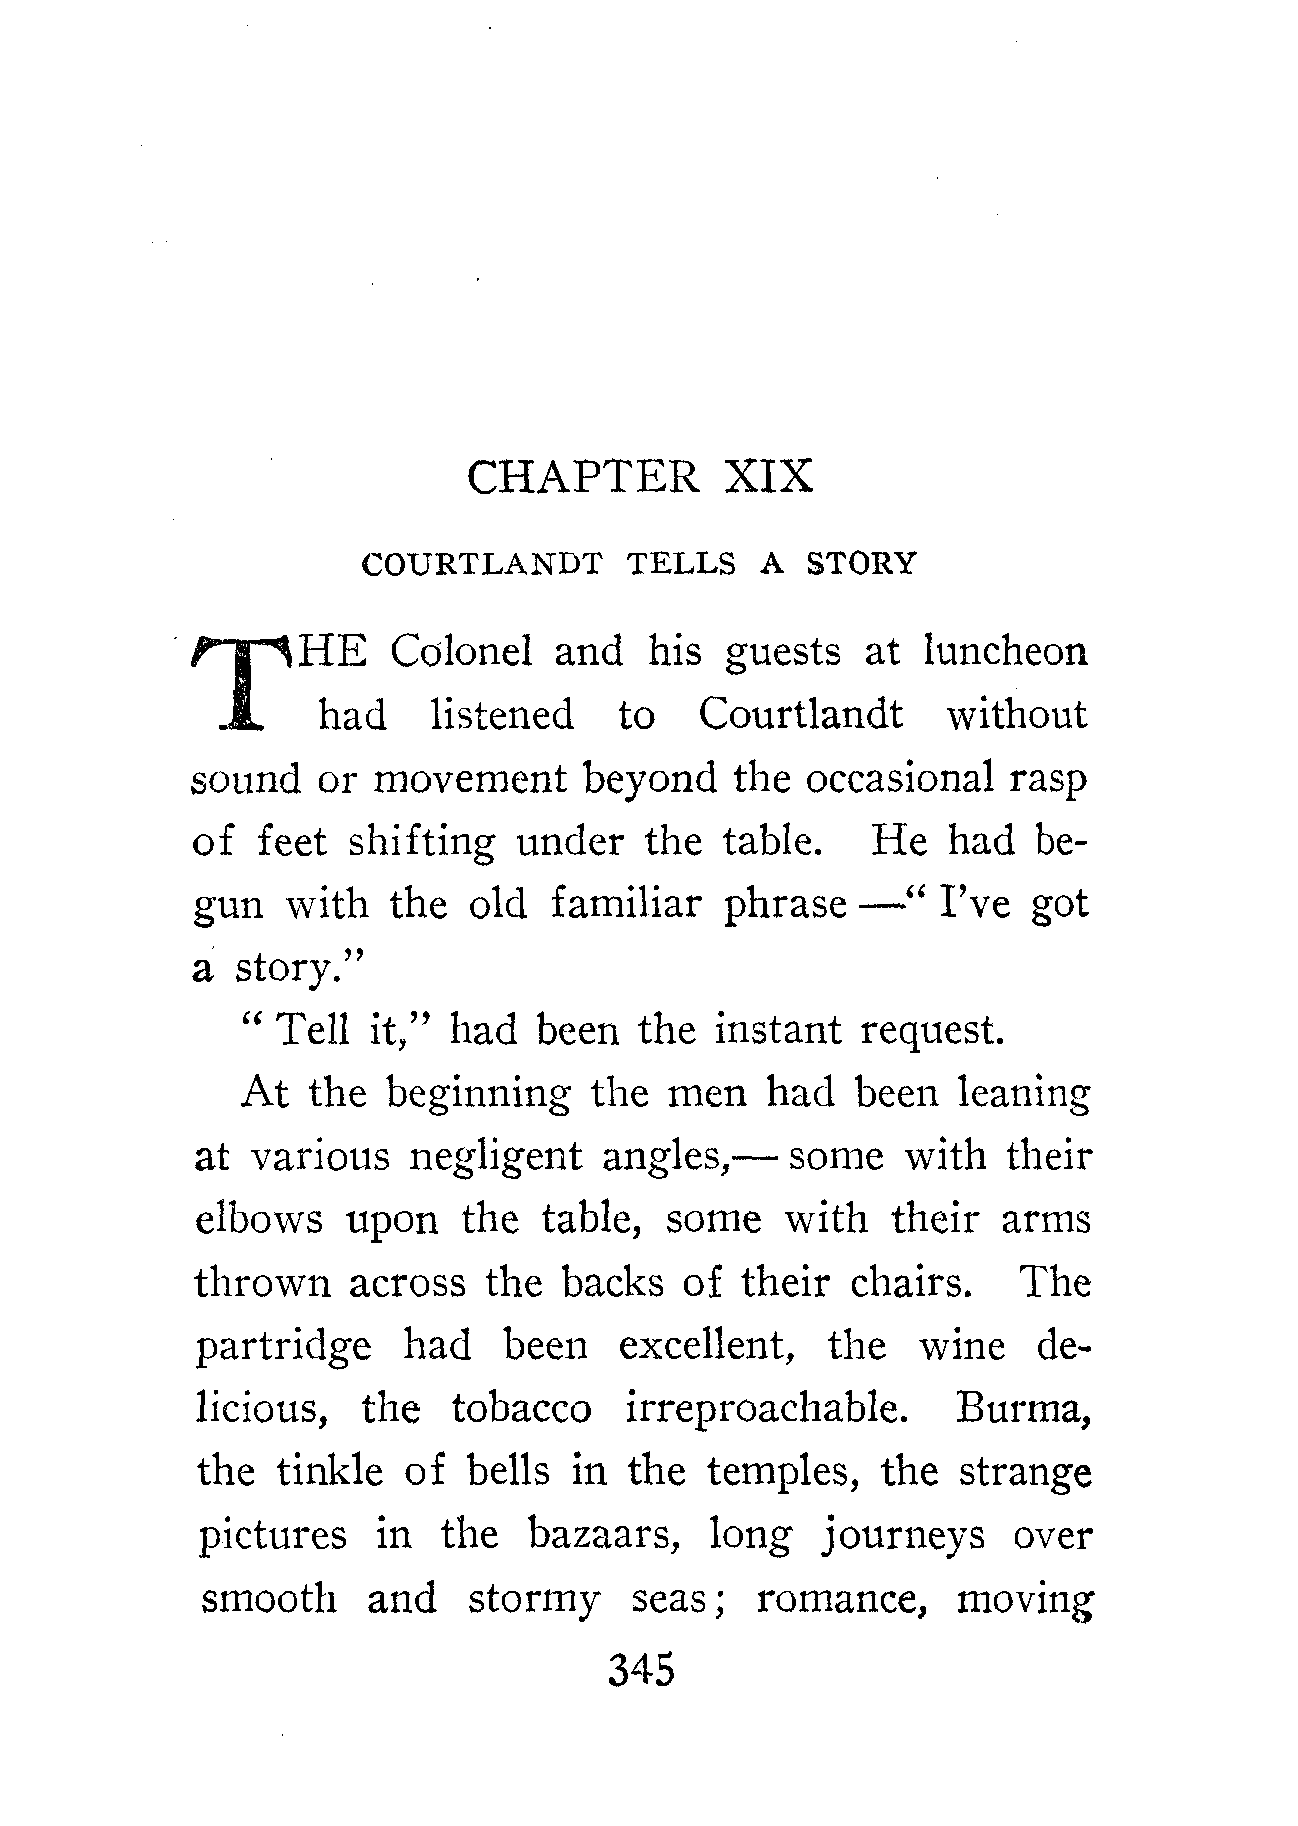 CHAPTER XIX
COURTLANDT TELLS A STORY
THE Colonel and his guests at luncheon
had listened to Courtlandt without
sound or movement beyond the occasional rasp
of feet shifting under the table. He had be-
gun with the old familiar phrase —“ I’ve got
a story.”
“ Tell it,” had been the instant request.
At the beginning the men had been leaning
at various negligent angles,— some with their
elbows upon the table, some with their arms
thrown across the backs of their chairs. The
partridge had been excellent, the wine de-
licious, the tobacco irreproachable. Burma,
the tinkle of bells in the temples, the strange
pictures in the bazaars, long journeys over
smooth and stormy seas; romance, moving
345